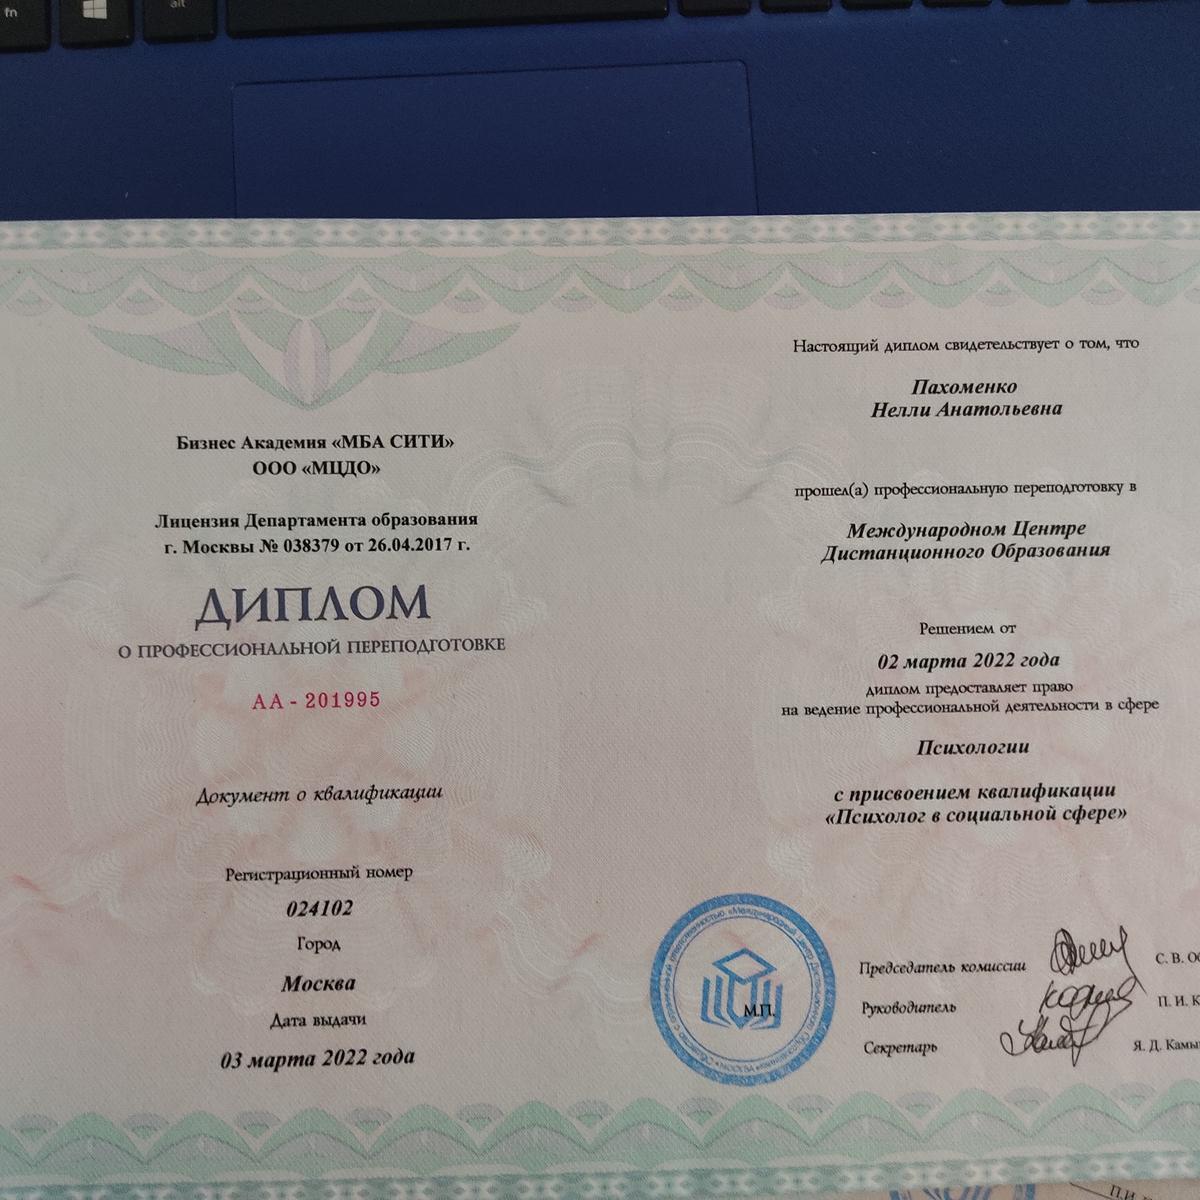 fn
alt
Бизнес Академия «МБА СИТИ»
ООО «МЦДО»
Лицензия Департамента образования
г. Москвы № 038379 от 26.04.2017 г.
ДИПЛОМ
О ПРОФЕССИОНАЛЬНОЙ ПЕРЕПОДГОТОВКЕ
АА - 201995
Документ о квалификации
Регистрационный номер
024102
Город
Москва
Дата выдачи
03 марта 2022 года
Настоящий диплом свидетельствует о том, что
Пахоменко
Нелли Анатольевна
прошел(а) профессиональную переподготовку в
Международном Центре
Дистанционного Образования
Решением от
02 марта 2022 года
диплом предоставляет право
на ведение профессиональной деятельности в сфере
Психологии
с присвоением квалификации
«Психолог в социальной сфере»
М.П.
Председатель комиссии
С. В.
Руководитель
П. И.
Секретарь
Я. Д.